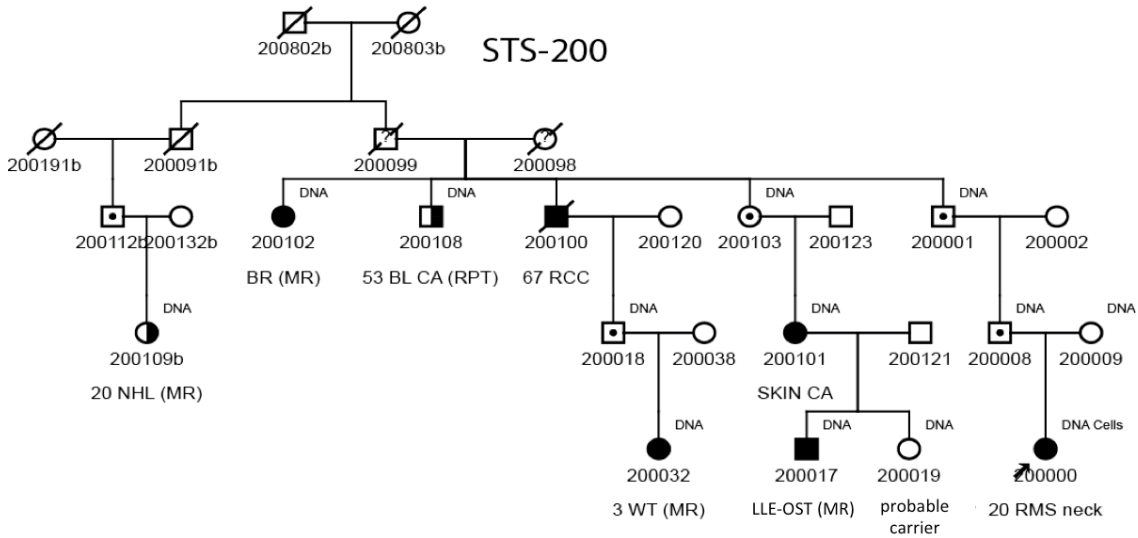 200802b 200803b STS-200
? ?
200191b 200091b 200099 200098
DNA DNA DNA DNA
200112b 200132b 200102 200108 200100 200120 200103 200123 200001 200002
BR (MR) 53 BL CA (RPT) 67 RCC
DNA DNA DNA DNA DNA
200109b 200018 200038 200101 200121 200008 200009
20 NHL (MR) SKIN CA
DNA DNA DNA DNA Cells
200032 200017 200019 200000
3 WT (MR) LLE-OST (MR) probable 20 RMS neck
carrier